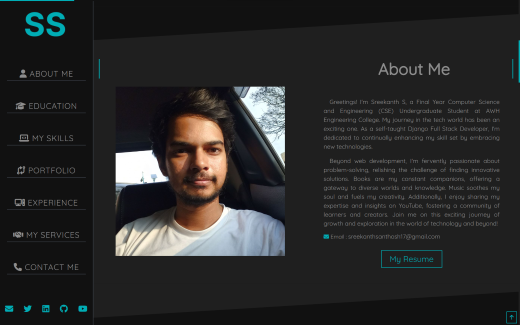 SS
ABOUT ME
EDUCATION
MY SKILLS
PORTFOLIO
EXPERIENCE
MY SERVICES
CONTACT ME
About Me
Greetings! I'm Sreekanth S, a Final Year Computer Science
and Engineering (CSE) Undergraduate Student at AWH
Engineering College. My journey in the tech world has been an
exciting one. As a self-taught Django Full Stack Developer, I'm
dedicated to continually enhancing my skill set by embracing
new technologies.
Beyond web development, I'm fervently passionate about
problem-solving, relishing the challenge of finding innovative
solutions. Books are my constant companions, offering a
gateway to diverse worlds and knowledge. Music soothes my
soul and fuels my creativity. Additionally, I enjoy sharing my
expertise and insights on YouTube, fostering a community of
learners and creators. Join me on this exciting journey of
growth and exploration in the world of technology and beyond!
Email : sreekanthsanthosh17@gmail.com
My Resume